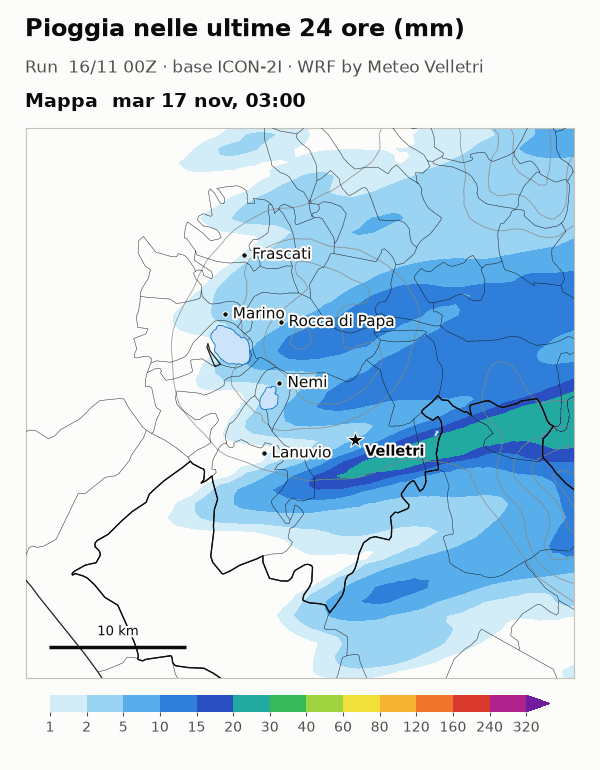 Pioggia nelle ultime 24 ore (mm)
Run  16/11 00Z · base ICON-2I · WRF by Meteo Velletri
Mappa  mar 17 nov, 03:00
Frascati
Marino
Rocca di Papa
Nemi
Velletri
Lanuvio
10 km
1 2 5 10 15 20 30 40 60 80 120 160 240 320